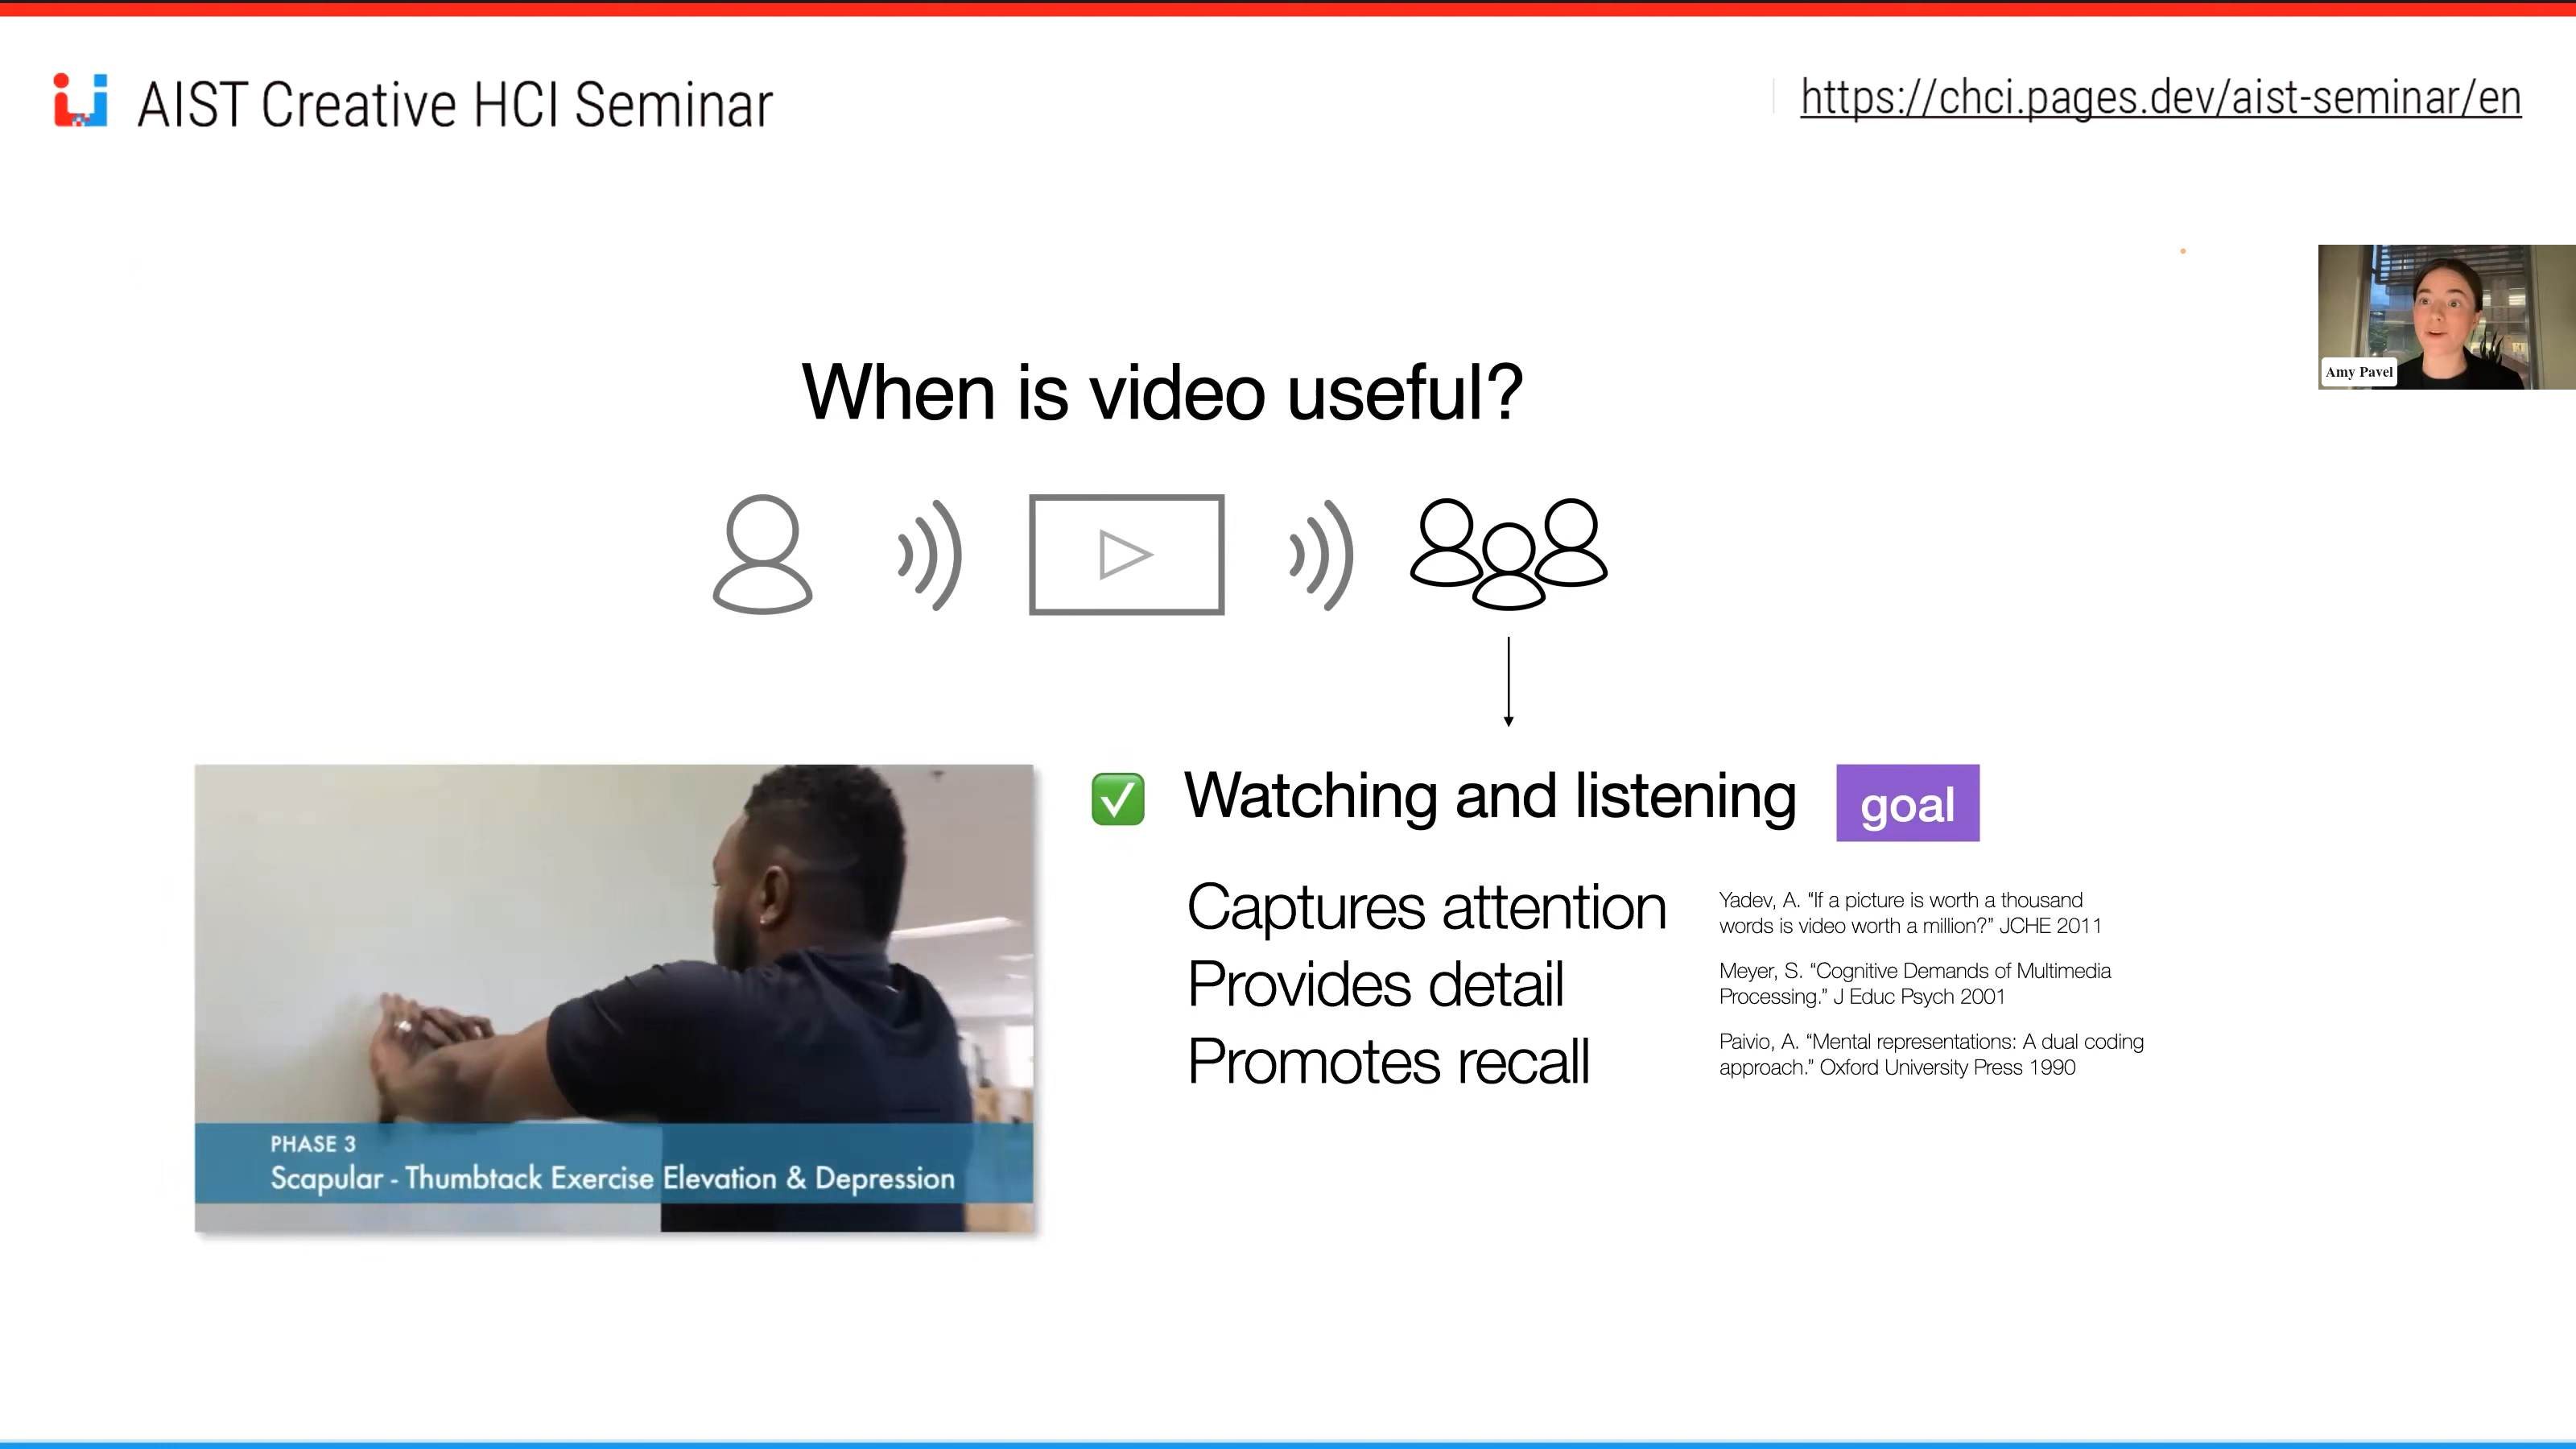 AIST Creative HCI Seminar
https://chci.pages.dev/aist-seminar/en
Amy Pavel
When is video useful?
Watching and listening
goal
Captures attention
Provides detail
Promotes recall
Yadev, A. “If a picture is worth a thousand
words is video worth a million?” JCHE 2011
Meyer, S. “Cognitive Demands of Multimedia
Processing.” J Educ Psych 2001
Paivio, A. “Mental representations: A dual coding
approach.” Oxford University Press 1990
PHASE 3
Scapular - Thumbtack Exercise Elevation & Depression